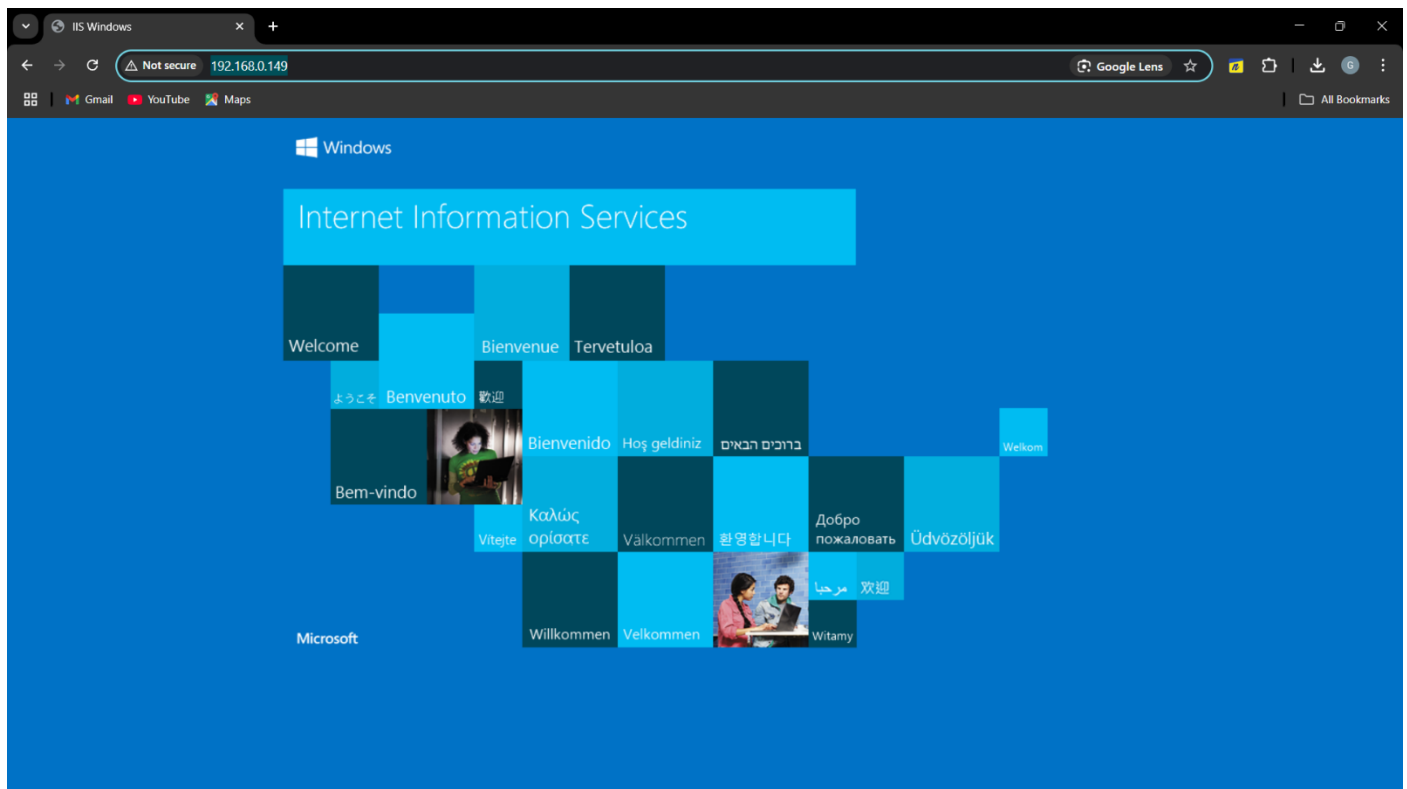 IIS Windows
Not secure 192.168.0.149 Google Lens G
Gmail YouTube Maps All Bookmarks
Windows
Internet Information Services
Welcome
Bienvenue
Tervetuloa
ようこそ
Benvenuto
歡迎
Bienvenido
Hoş geldiniz
ברוכים הבאים
Welkom
Bem-vindo
Vítejte
Καλώς
ορίσατε
Välkommen
환영합니다
Добро
пожаловать
Üdvözöljük
Microsoft
Willkommen
Velkommen
مرحبا
欢迎
Witamy